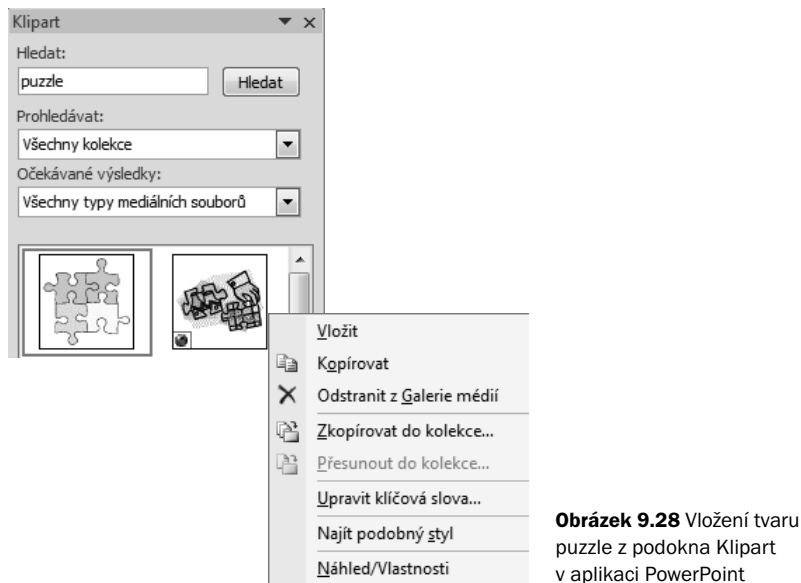 Klipart
Hledat:
puzzle
Hledat
Prohledávat:
Všechny kolekce
Očekávané výsledky:
Všechny typy mediálních souborů
Vložit
Kopírovat
Odstranit z Galerie médií
Zkopírovat do kolekce...
Přesunout do kolekce...
Upravit klíčová slova...
Najít podobný styl
Náhled/Vlastnosti
Obrázek 9.28 Vložení tvaru
puzzle z podokna Klipart
v aplikaci PowerPoint